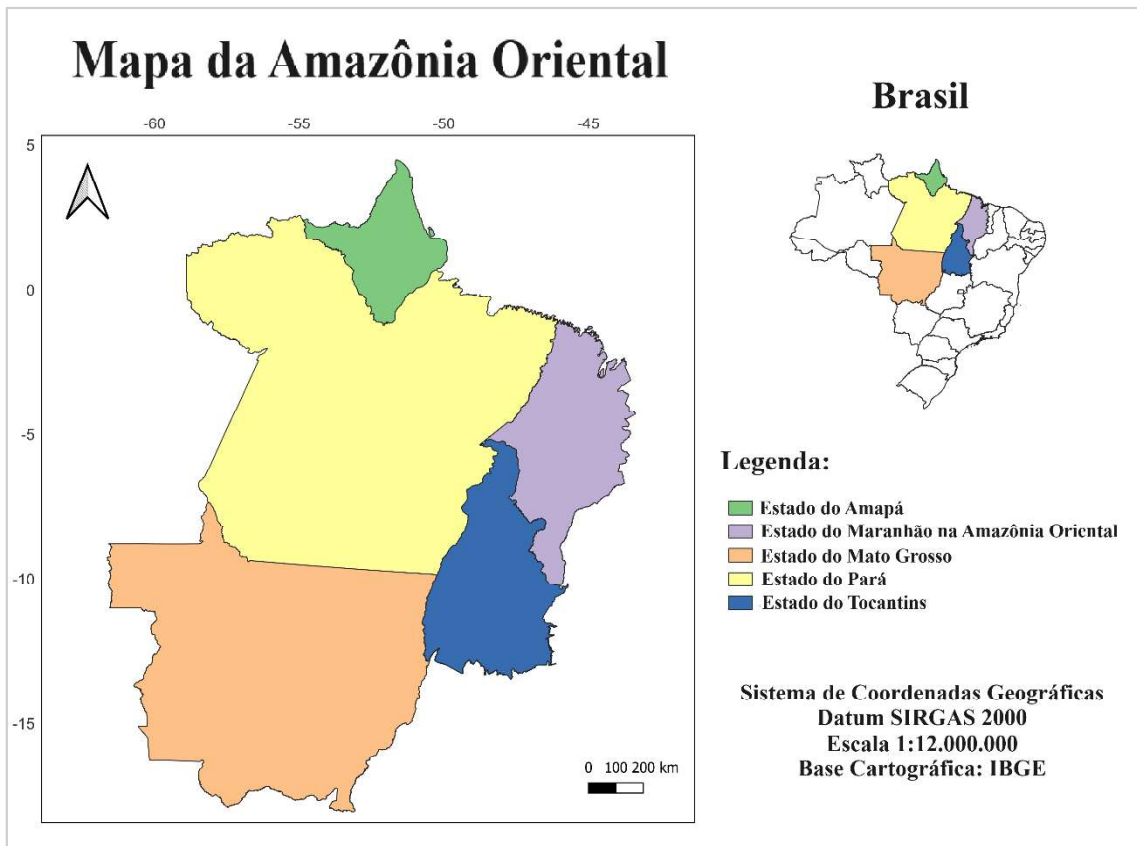 Mapa da Amazônia Oriental
Brasil
-60 -55 -50 -45
5
0
-5
-10
-15
0 100 200 km
Legenda:
Estado do Amapá
Estado do Maranhão na Amazônia Oriental
Estado do Mato Grosso
Estado do Pará
Estado do Tocantins
Sistema de Coordenadas Geográficas
Datum SIRGAS 2000
Escala 1:12.000.000
Base Cartográfica: IBGE